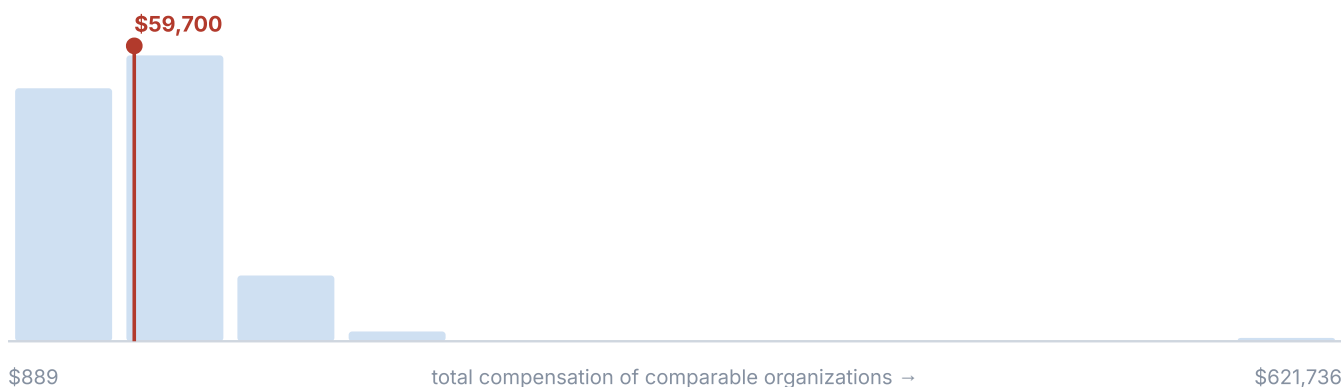 $59,700
$889
total compensation of comparable organizations →
$621,736